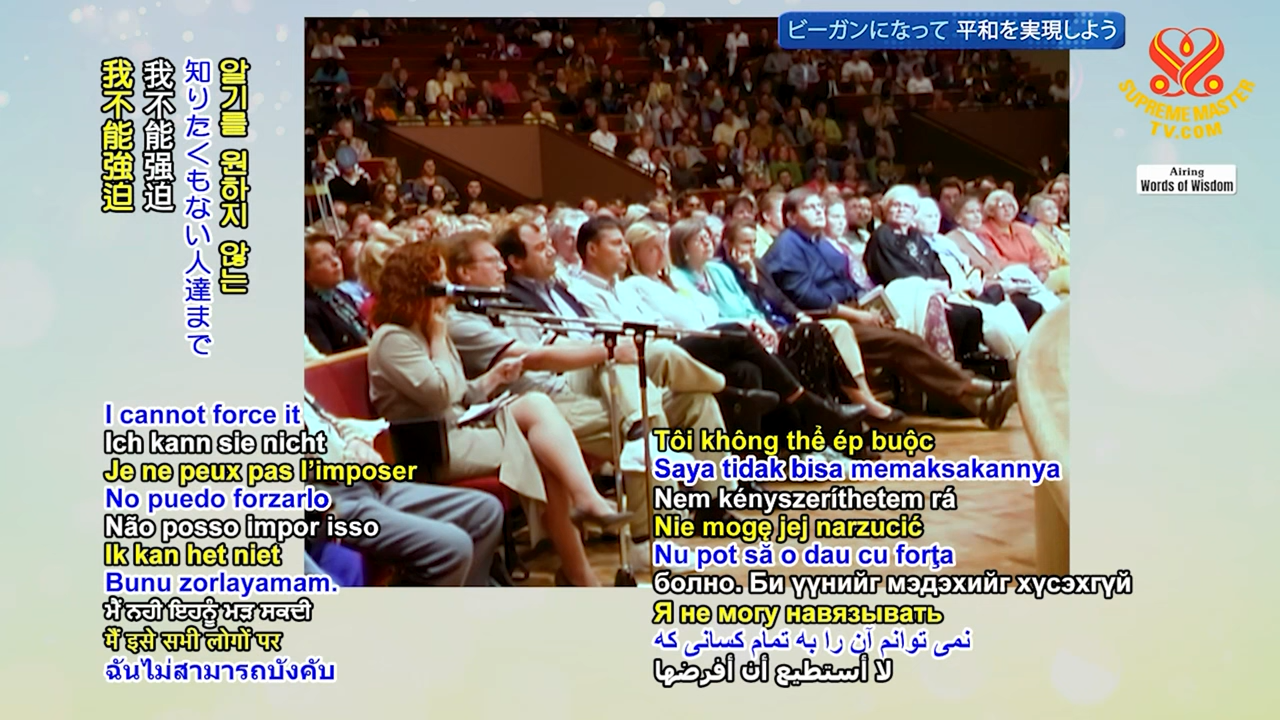 ビーガンになって 平和を実現しよう
SUPREME MASTER
TV.COM
Airing
Words of Wisdom
알기를 원하지 않는
知りたくもない人達まで
我不能强迫
我不能強迫
I cannot force it
Ich kann sie nicht
Je ne peux pas l’imposer
No puedo forzarlo
Não posso impor isso
Ik kan het niet
Bunu zorlayamam.
ਮੈਂ ਨਹੀ ਇਹਨੂੰ ਮੜ ਸਕਦੀ
मैं इसे सभी लोगों पर
ฉันไม่สามารถบังคับ
Tôi không thể ép buộc
Saya tidak bisa memaksakannya
Nem kényszeríthetem rá
Nie mogę jej narzucić
Nu pot să o dau cu forţa
болно. Би үүнийг мэдэхийг хүсэхгүй
Я не могу навязывать
نمی توانم آن را به تمام کسانی که
لا أستطيع أن أفرضها